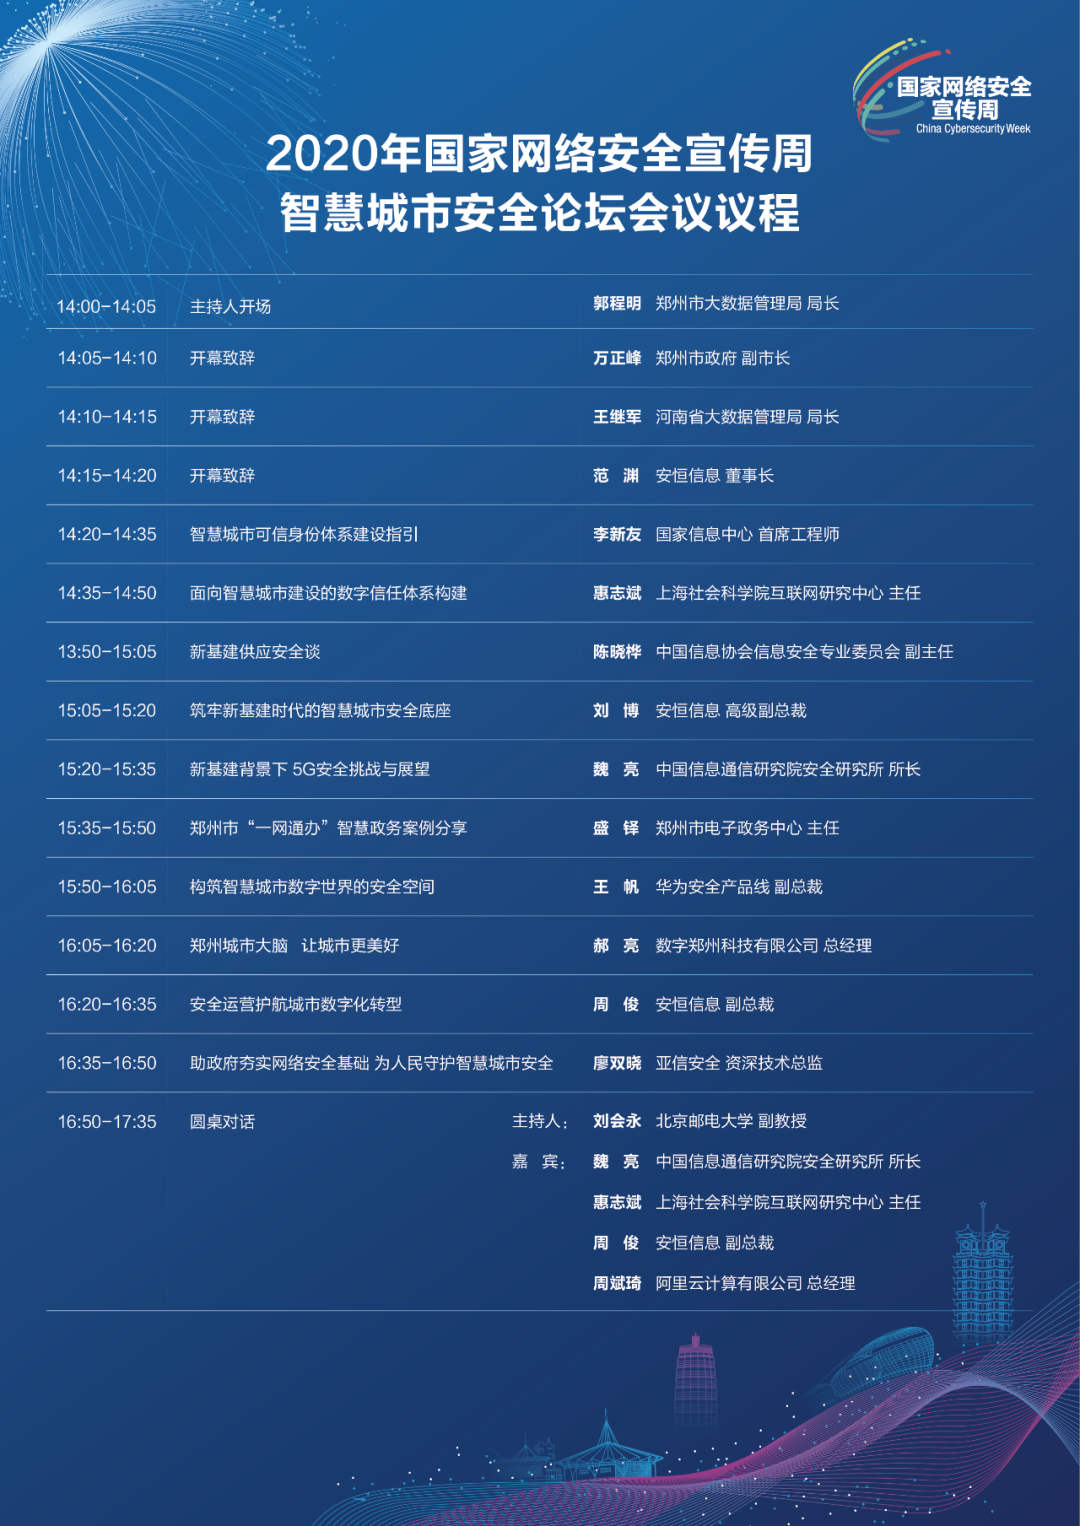 国家网络安全
宣传周
China Cybersecurity Week
2020年国家网络安全宣传周
智慧城市安全论坛会议议程
14:00-14:05 主持人开场 郭程明 郑州市大数据管理局 局长
14:05-14:10 开幕致辞 万正峰 郑州市政府 副市长
14:10-14:15 开幕致辞 王继军 河南省大数据管理局 局长
14:15-14:20 开幕致辞 范 渊 安恒信息 董事长
14:20-14:35 智慧城市可信身份体系建设指引 李新友 国家信息中心 首席工程师
14:35-14:50 面向智慧城市建设的数字信任体系构建 惠志斌 上海社会科学院互联网研究中心 主任
13:50-15:05 新基建供应安全谈 陈晓桦 中国信息协会信息安全专业委员会 副主任
15:05-15:20 筑牢新基建时代的智慧城市安全底座 刘 博 安恒信息 高级副总裁
15:20-15:35 新基建背景下 5G安全挑战与展望 魏 亮 中国信息通信研究院安全研究所 所长
15:35-15:50 郑州市“一网通办”智慧政务案例分享 盛 铎 郑州市电子政务中心 主任
15:50-16:05 构筑智慧城市数字世界的安全空间 王 帆 华为安全产品线 副总裁
16:05-16:20 郑州城市大脑 让城市更美好 郝 亮 数字郑州科技有限公司 总经理
16:20-16:35 安全运营护航城市数字化转型 周 俊 安恒信息 副总裁
16:35-16:50 助政府夯实网络安全基础 为人民守护智慧城市安全 廖双晓 亚信安全 资深技术总监
16:50-17:35 圆桌对话 主持人: 刘会永 北京邮电大学 副教授
嘉 宾: 魏 亮 中国信息通信研究院安全研究所 所长
惠志斌 上海社会科学院互联网研究中心 主任
周 俊 安恒信息 副总裁
周斌琦 阿里云计算有限公司 总经理